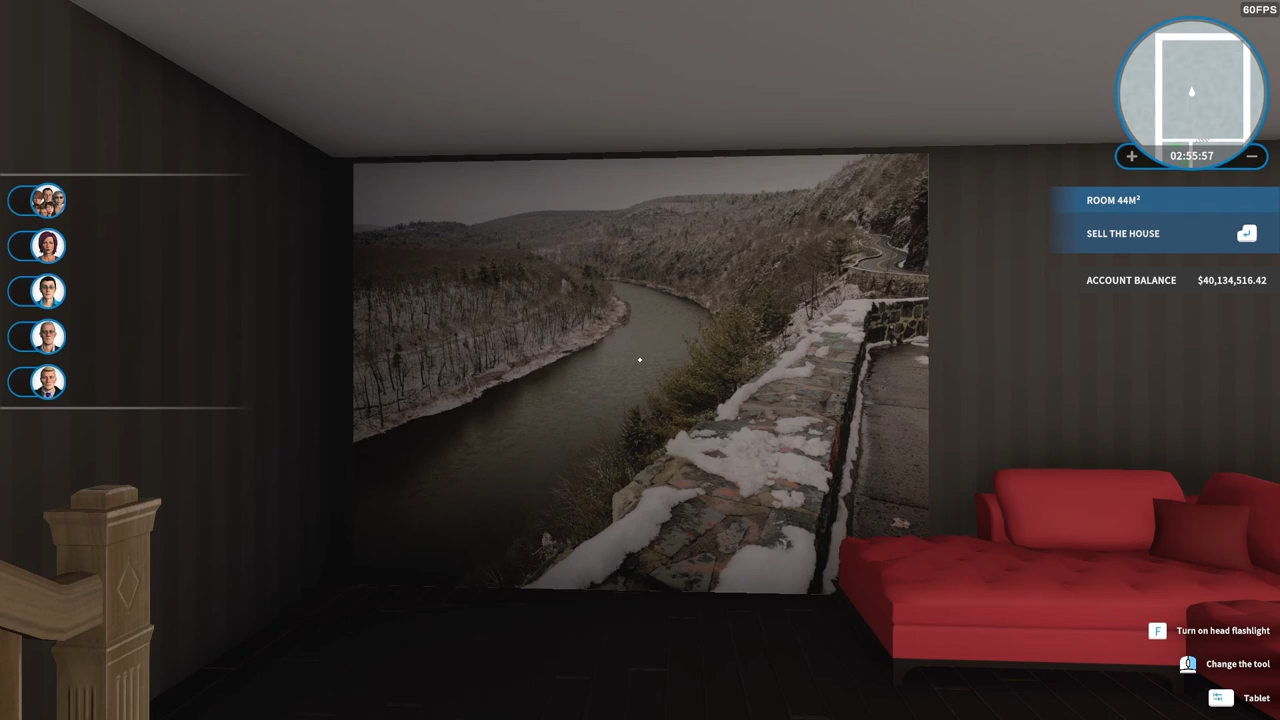 60FPS
02:55:57
ROOM 44M²
SELL THE HOUSE
ACCOUNT BALANCE $40,134,516.42
F Turn on head flashlight
Change the tool
Tablet